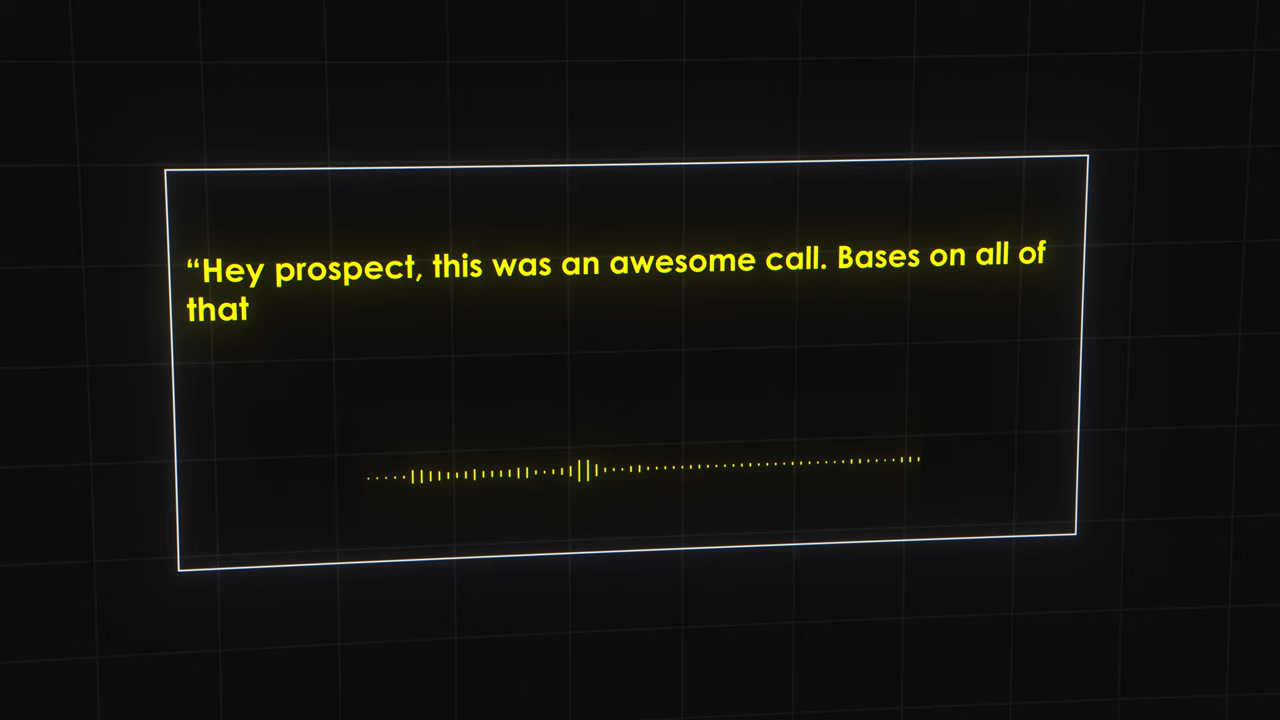 “Hey prospect, this was an awesome call. Bases on all of
that